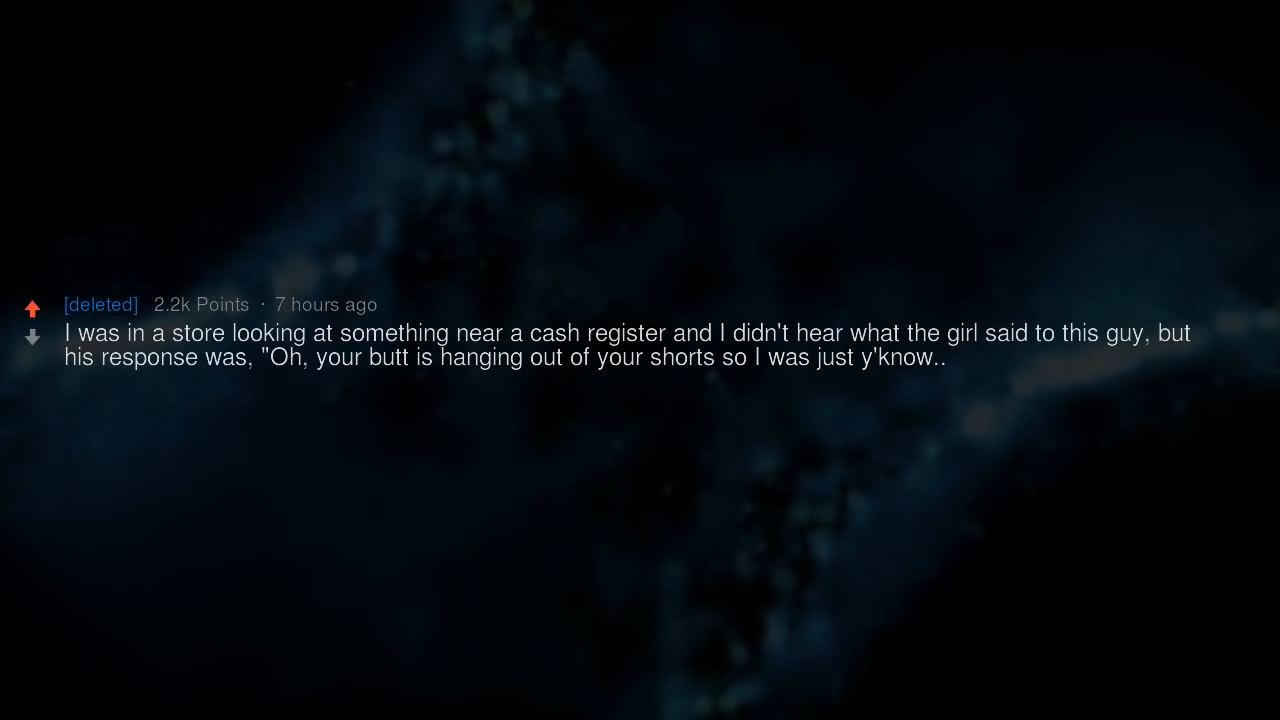 [deleted] 2.2k Points · 7 hours ago
I was in a store looking at something near a cash register and I didn't hear what the girl said to this guy, but
his response was, "Oh, your butt is hanging out of your shorts so I was just y'know..